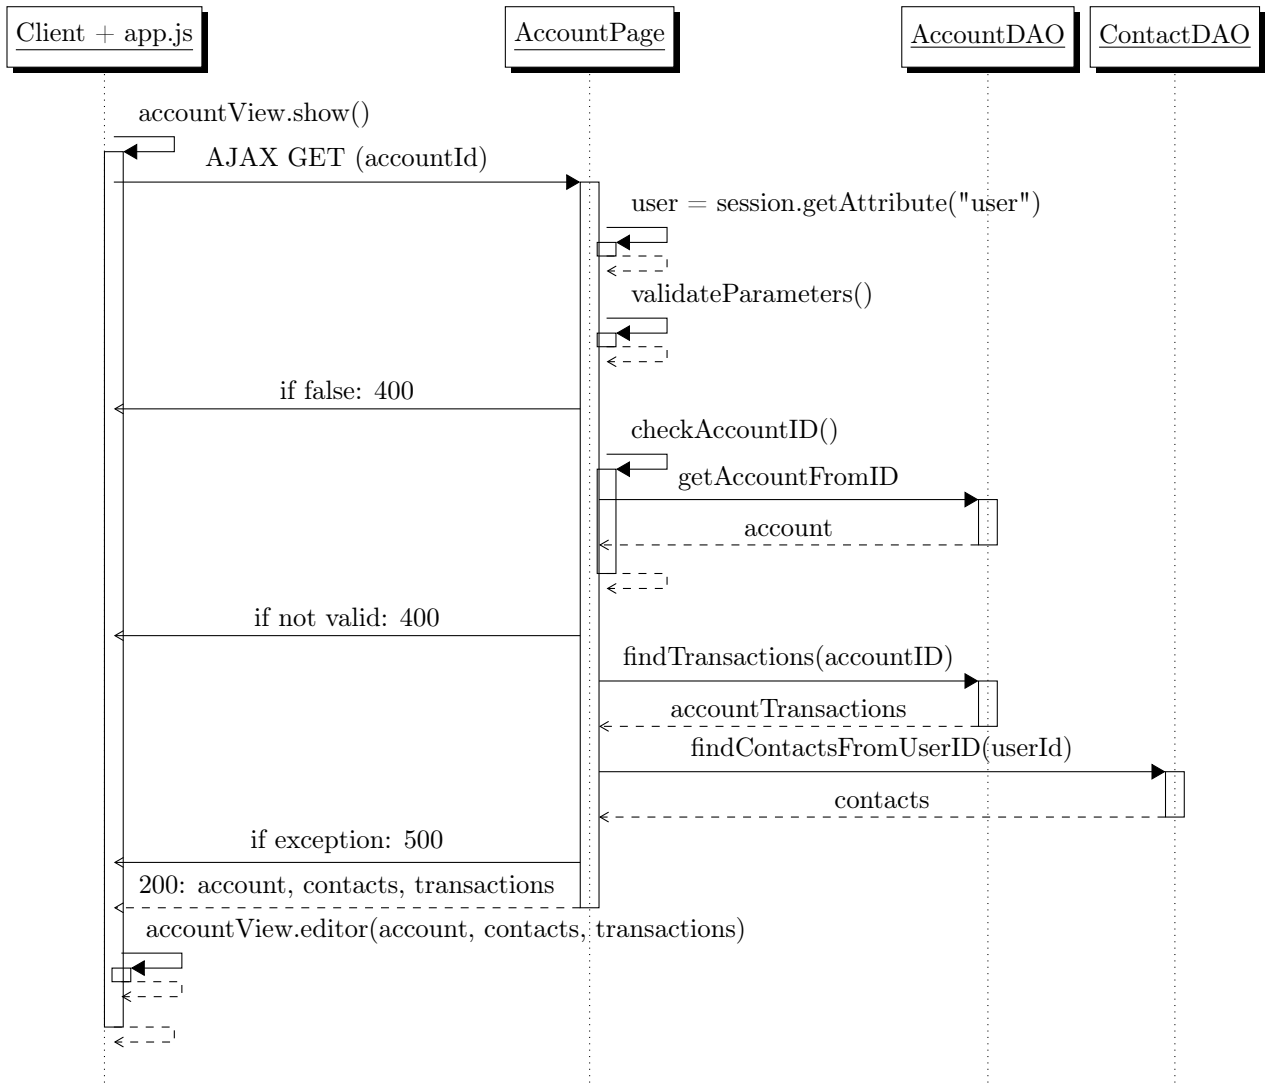 Client + app.js
AccountPage
AccountDAO
ContactDAO
accountView.show()
AJAX GET (accountId)
user = session.getAttribute("user")
validateParameters()
if false: 400
checkAccountID()
getAccountFromID
account
if not valid: 400
findTransactions(accountID)
accountTransactions
findContactsFromUserID(userId)
contacts
if exception: 500
200: account, contacts, transactions
accountView.editor(account, contacts, transactions)